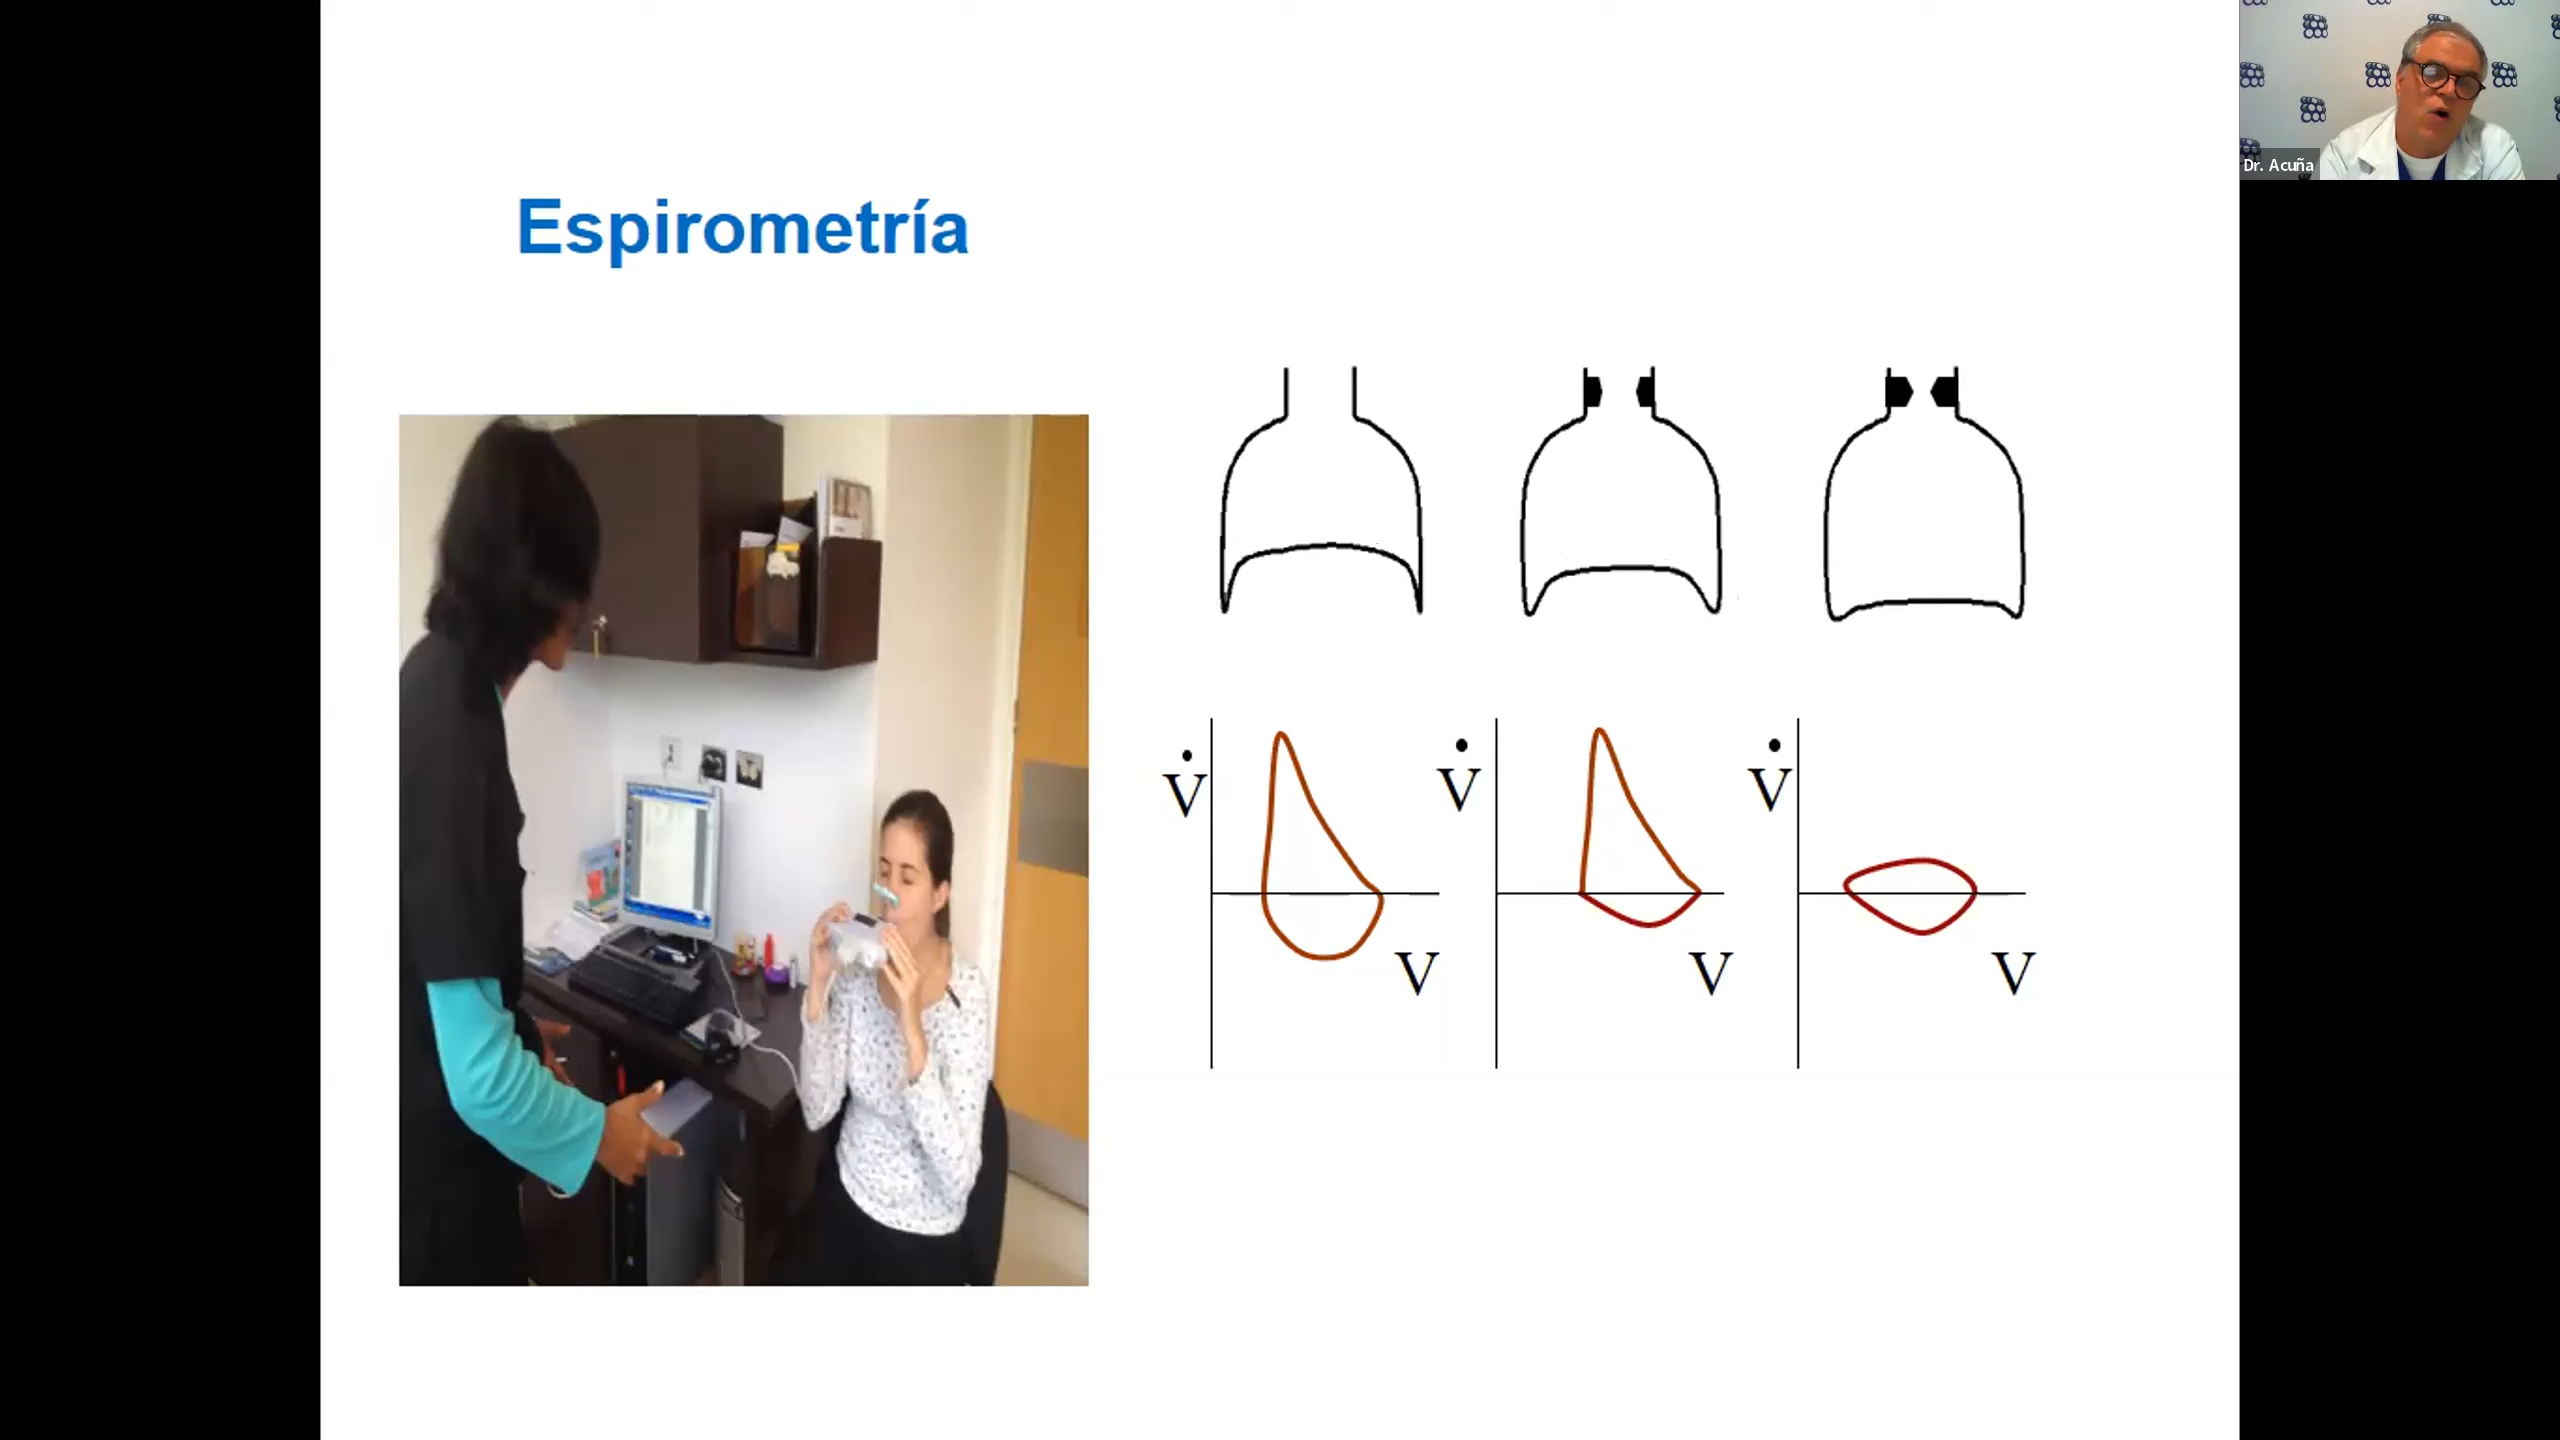 Dr. Acuña
Espirometría
V̇ V̇ V̇
V V V